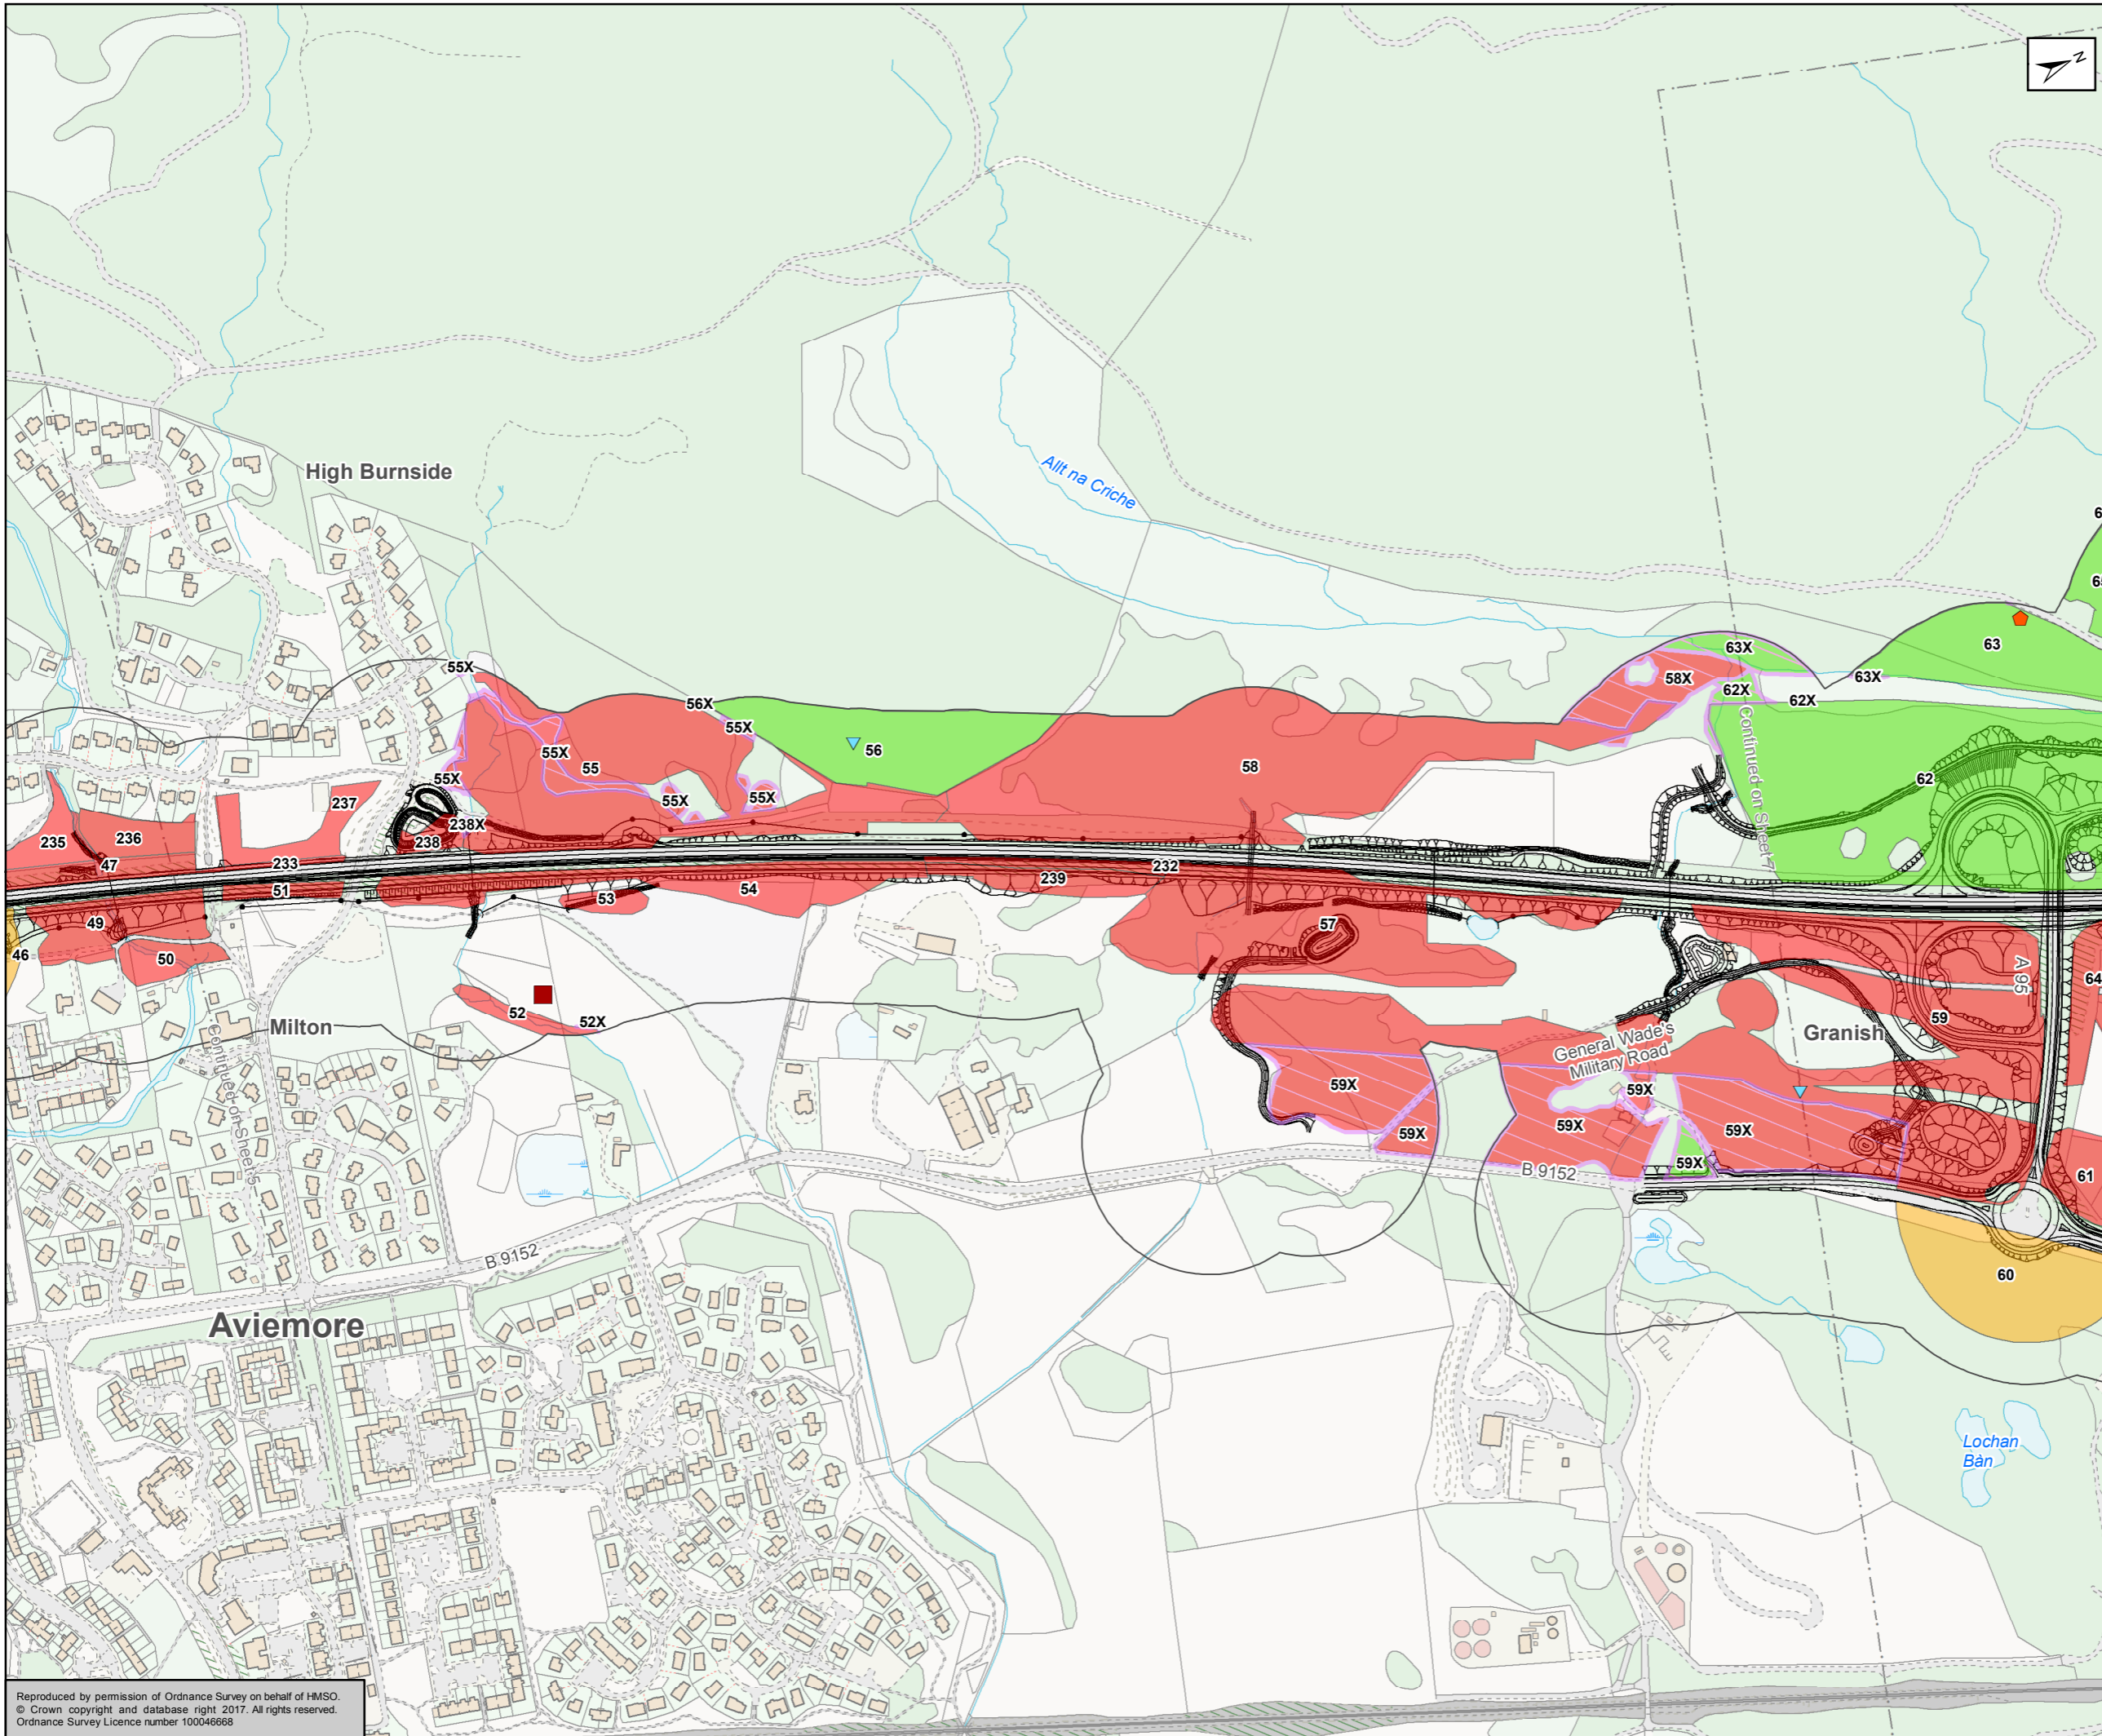 N
High Burnside
Allt na Criche
6
65
63
63X
63X
58X
62X
62X
55X
56X
55X
56
55X
55
58
55X
55X
55X
62
Continued on Sheet 7
237
238X
238
235
236
47
233
51
232
239
54
53
49
46
50
57
A 95
64
59
52
52X
Milton
Continued on Sheet 5
General Wade's
Military Road
Granish
59X
59X
59X
59X
59X
59X
B 9152
61
60
B 9152
Aviemore
Lochan
Bàn
Reproduced by permission of Ordnance Survey on behalf of HMSO.
© Crown copyright and database right 2017. All rights reserved.
Ordnance Survey Licence number 100046668